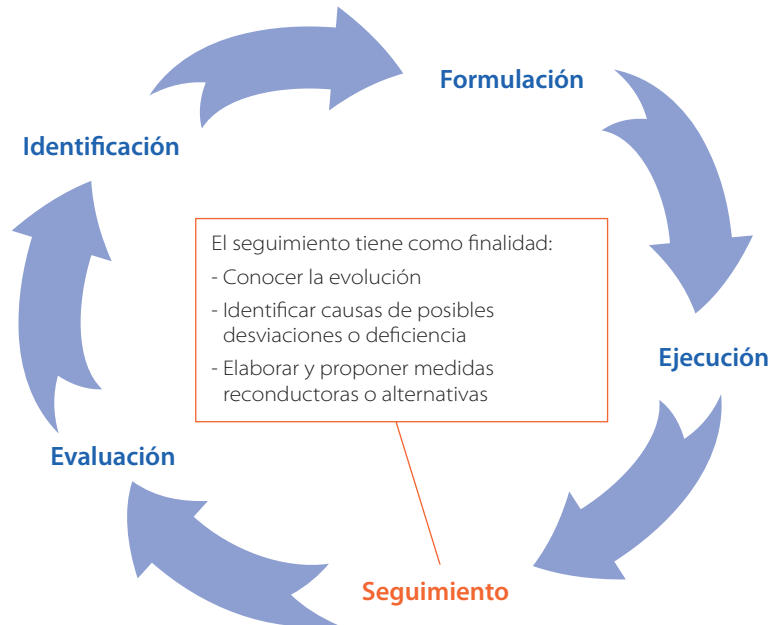 Formulación
Identificación
El seguimiento tiene como finalidad:
- Conocer la evolución
- Identificar causas de posibles
desviaciones o deficiencia
- Elaborar y proponer medidas
reconductoras o alternativas
Ejecución
Evaluación
Seguimiento